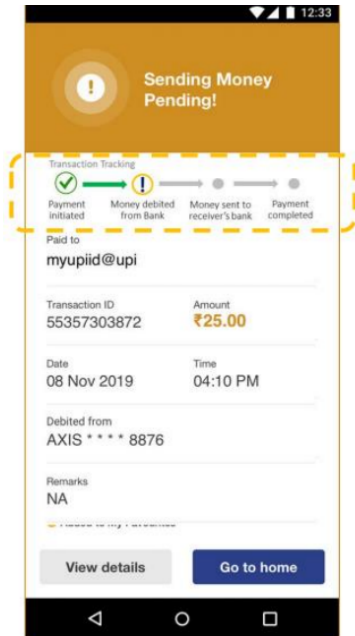 12:33
Sending Money
Pending!
Transaction Tracking
Payment initiated
Money debited from Bank
Money sent to receiver's bank
Payment completed
Paid to
myupiid@upi
Transaction ID
55357303872
Amount
₹25.00
Date
08 Nov 2019
Time
04:10 PM
Debited from
AXIS * * * * 8876
Remarks
NA
View details
Go to home